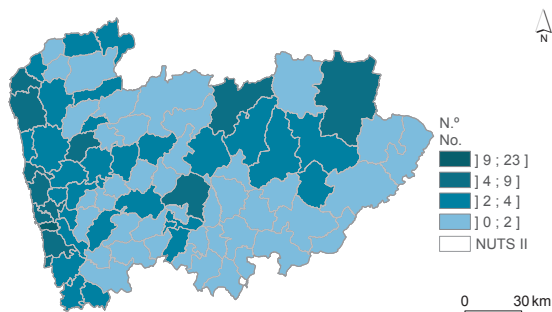 N
N.º
No.
] 9 ; 23 ]
] 4 ; 9 ]
] 2 ; 4 ]
] 0 ; 2 ]
NUTS II
0 30 km